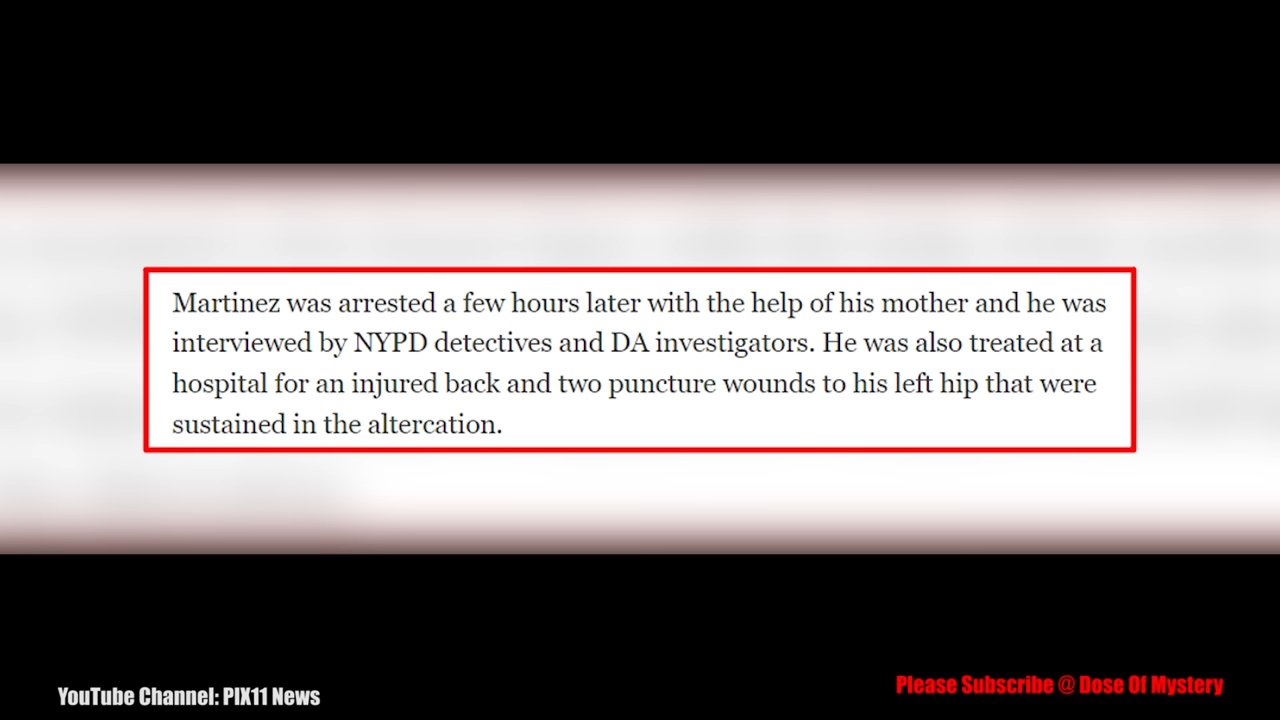 Martinez was arrested a few hours later with the help of his mother and he was
interviewed by NYPD detectives and DA investigators. He was also treated at a
hospital for an injured back and two puncture wounds to his left hip that were
sustained in the altercation.
YouTube Channel: PIX11 News
Please Subscribe @ Dose Of Mystery